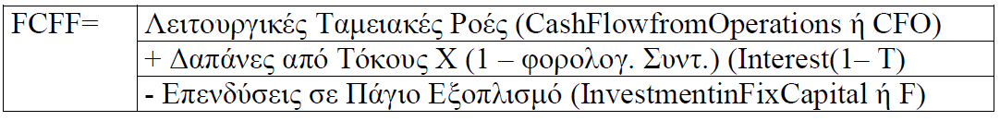 FCFF= Λειτουργικές Ταμειακές Ροές (CashFlowfromOperations ή CFO)
+ Δαπάνες από Τόκους Χ (1 – φορολογ. Συντ.) (Interest(1– T)
- Επενδύσεις σε Πάγιο Εξοπλισμό (InvestmentinFixCapital ή F)